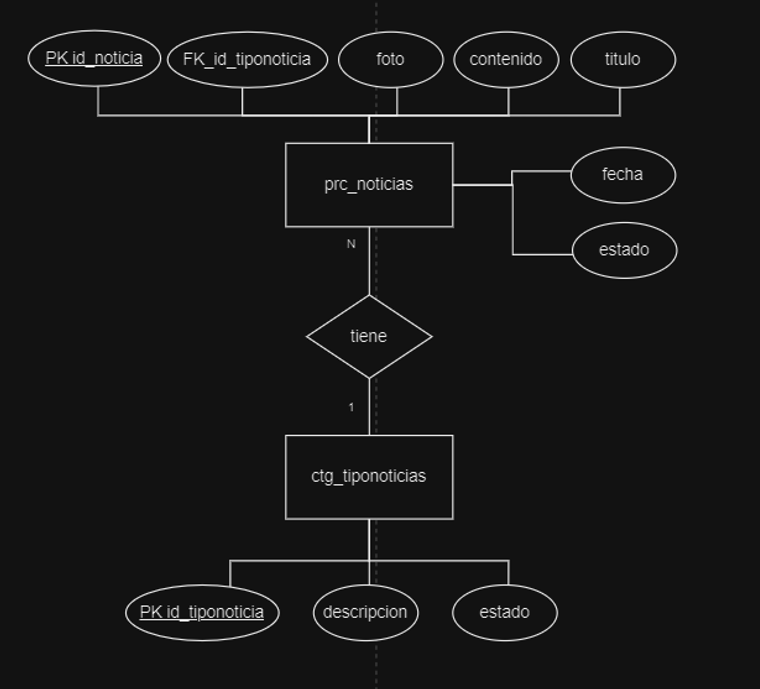 PK id_noticia
FK_id_tiponoticia
foto
contenido
titulo
prc_noticias
fecha
estado
N
tiene
1
ctg_tiponoticias
PK id_tiponoticia
descripcion
estado